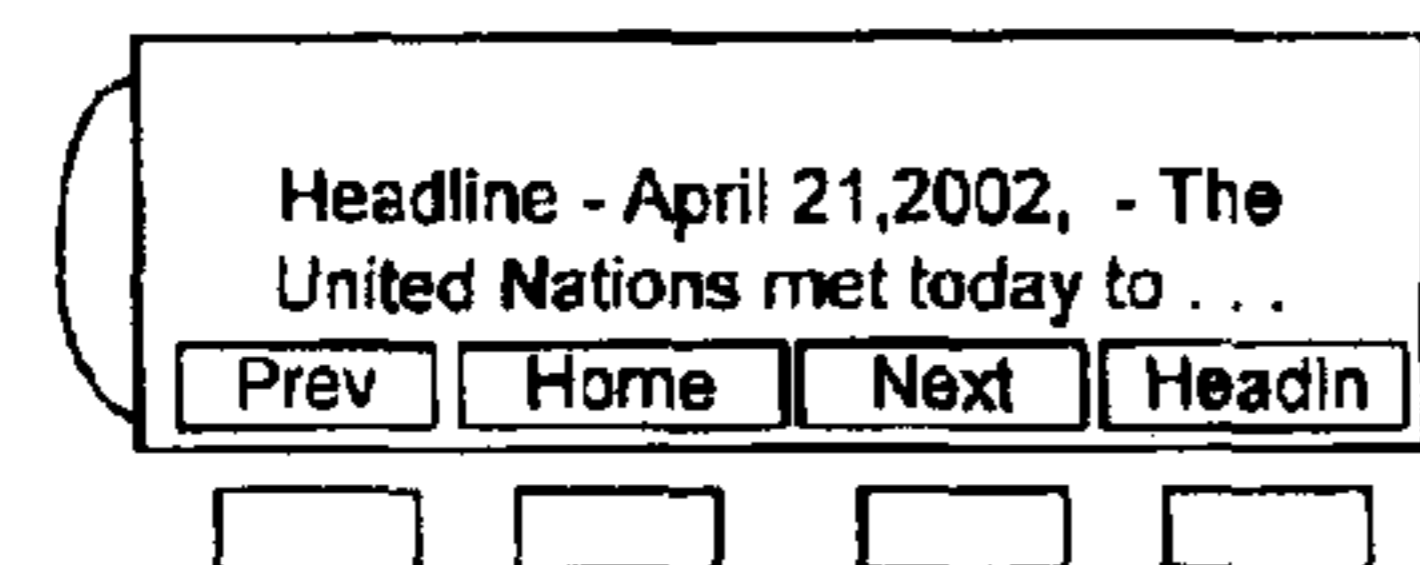 Headline - April 21,2002, - The
United Nations met today to . . .
Prev Home Next Headln